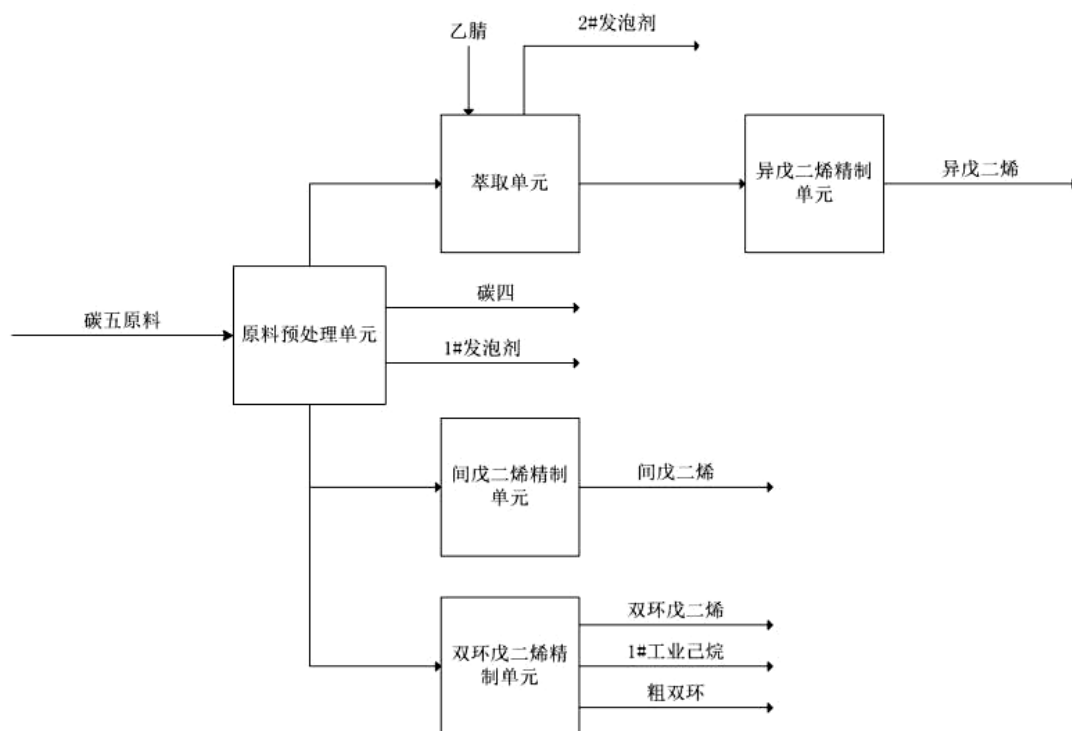 乙腈
2#发泡剂
萃取单元
异戊二烯精制
单元
异戊二烯
碳五原料
原料预处理单元
碳四
1#发泡剂
间戊二烯精制
单元
间戊二烯
双环戊二烯精
制单元
双环戊二烯
1#工业己烷
粗双环